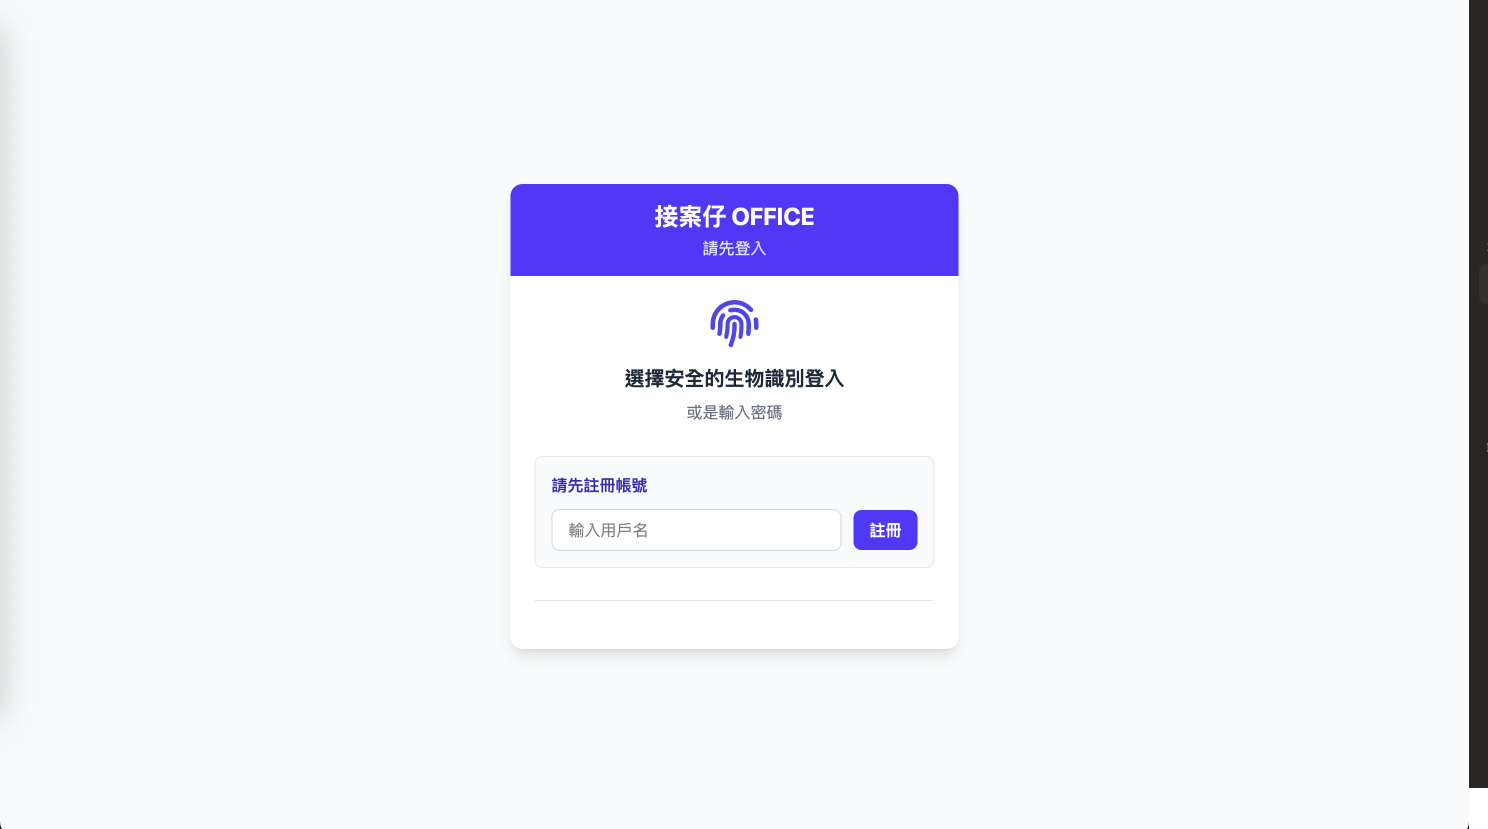 接案仔 OFFICE
請先登入
選擇安全的生物識別登入
或是輸入密碼
請先註冊帳號
輸入用戶名
註冊